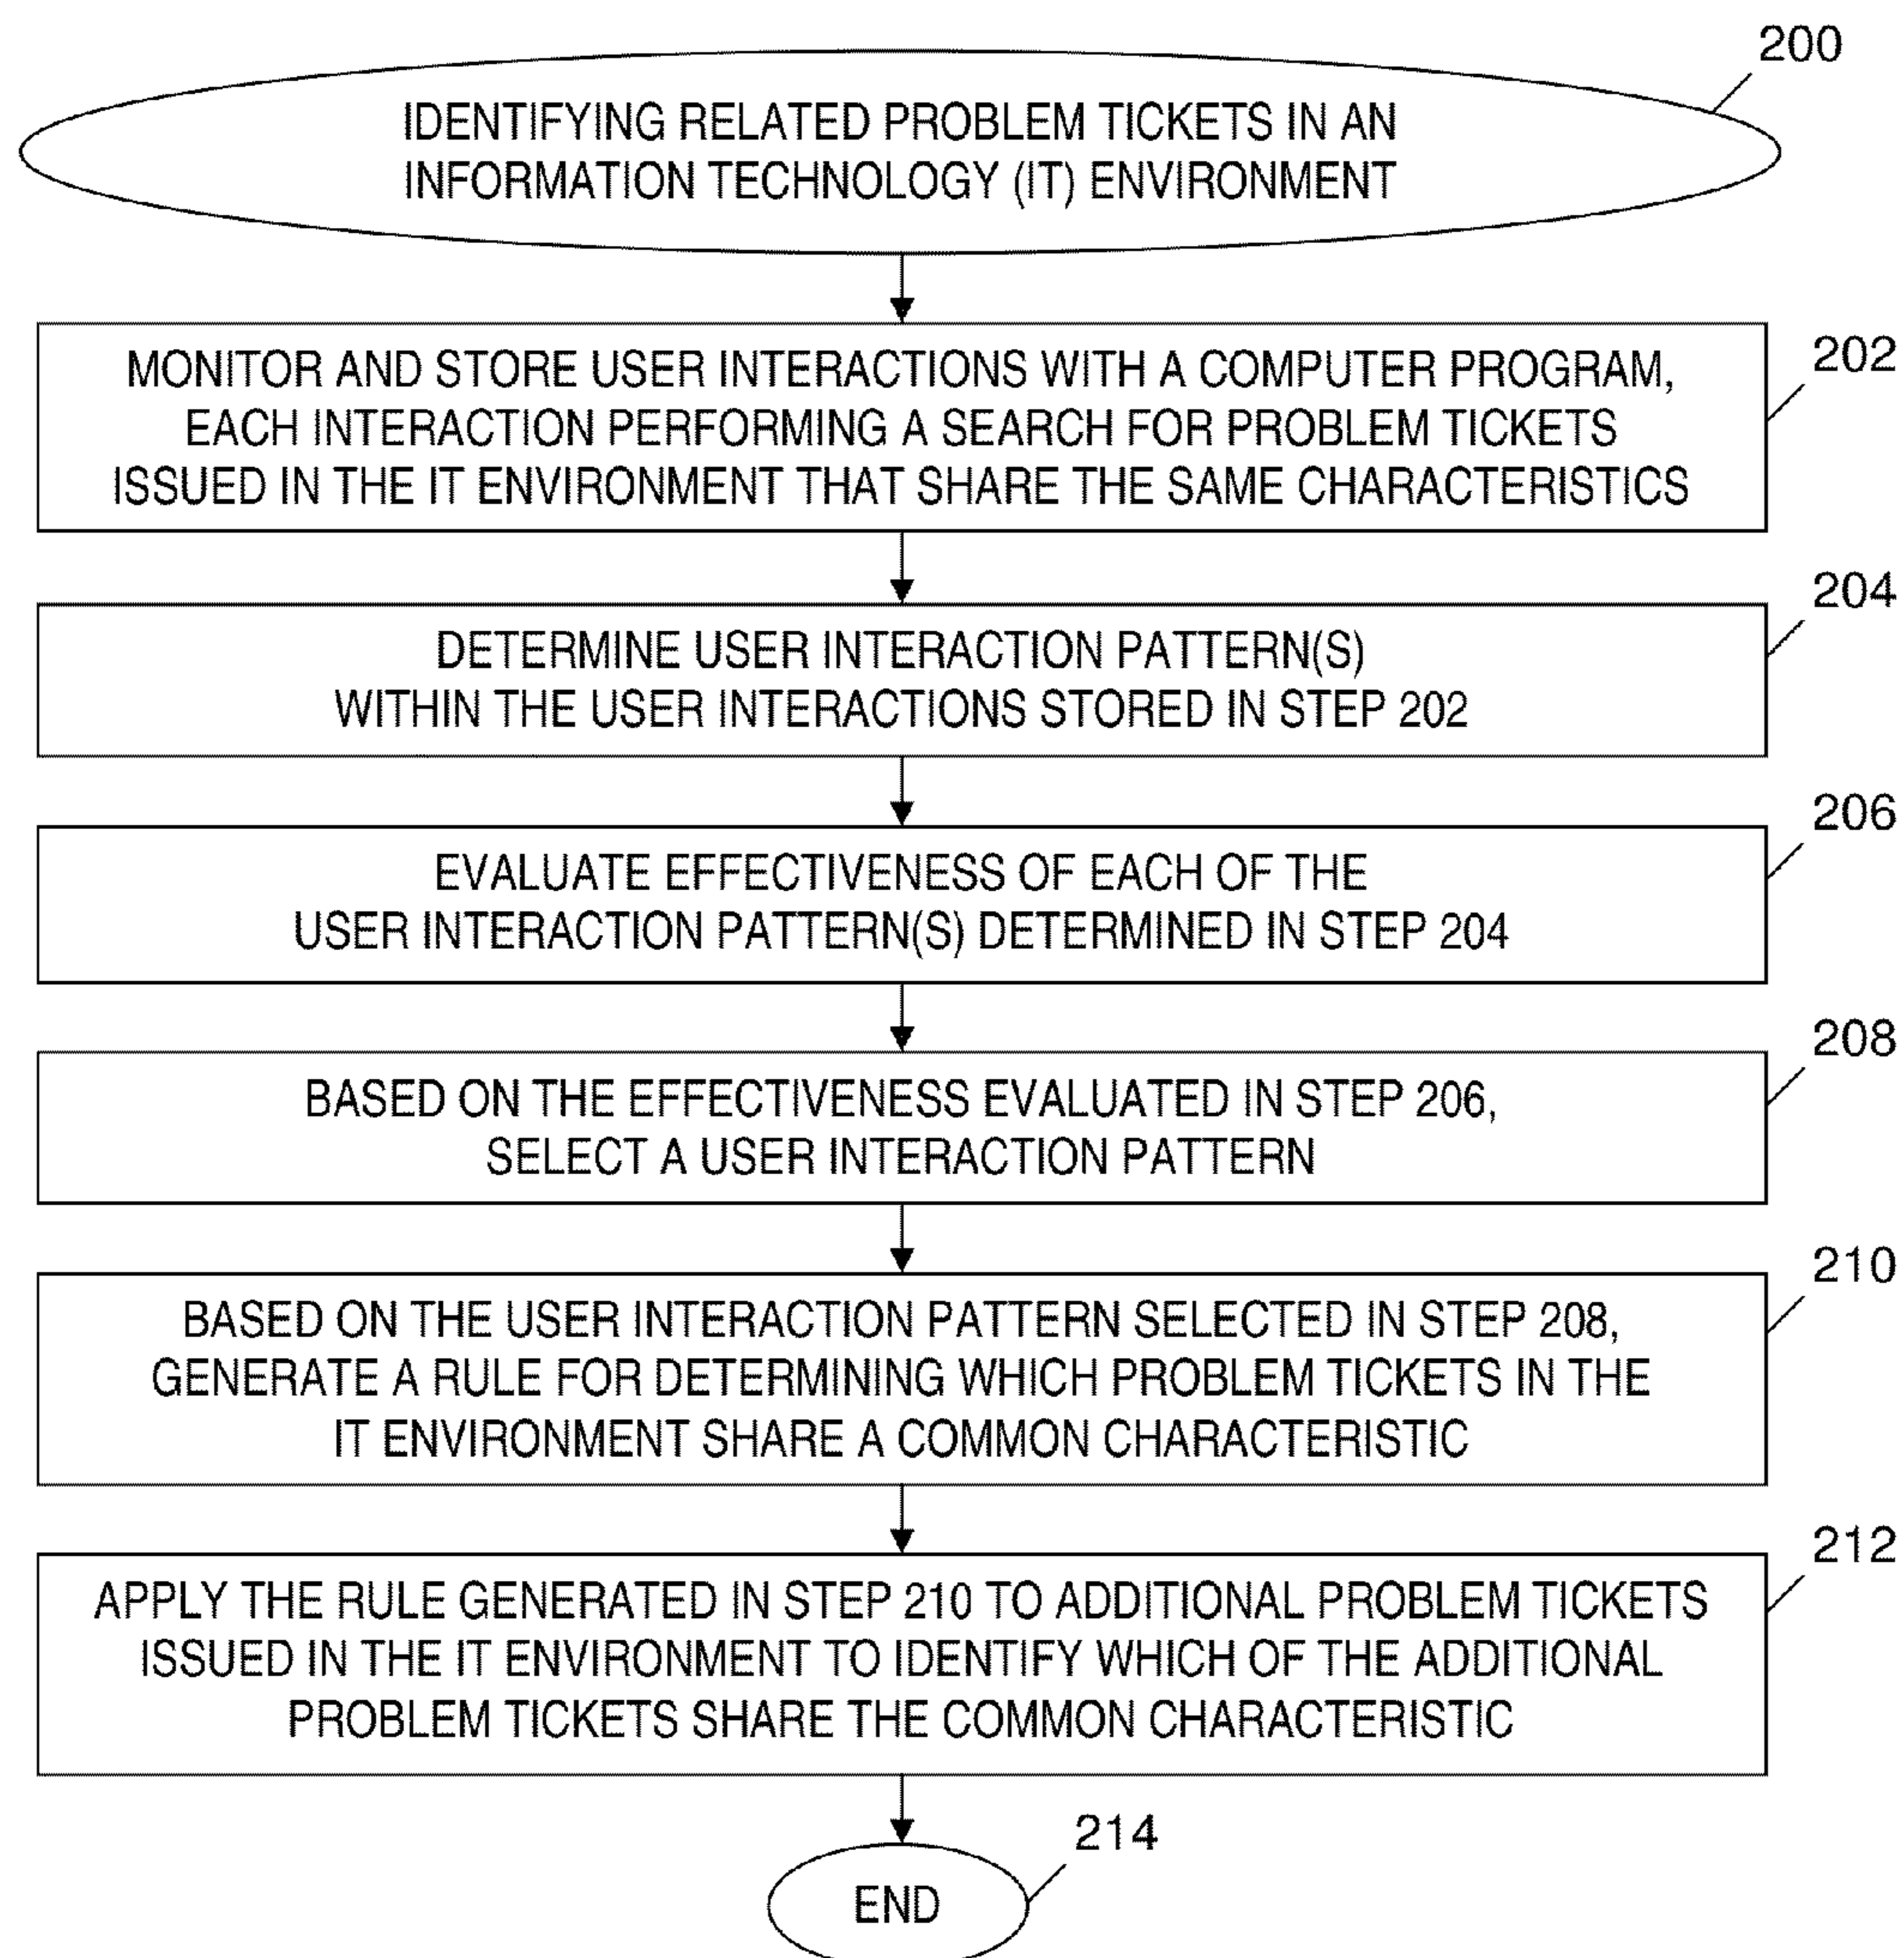 200
IDENTIFYING RELATED PROBLEM TICKETS IN AN
INFORMATION TECHNOLOGY (IT) ENVIRONMENT
202
MONITOR AND STORE USER INTERACTIONS WITH A COMPUTER PROGRAM,
EACH INTERACTION PERFORMING A SEARCH FOR PROBLEM TICKETS
ISSUED IN THE IT ENVIRONMENT THAT SHARE THE SAME CHARACTERISTICS
204
DETERMINE USER INTERACTION PATTERN(S)
WITHIN THE USER INTERACTIONS STORED IN STEP 202
206
EVALUATE EFFECTIVENESS OF EACH OF THE
USER INTERACTION PATTERN(S) DETERMINED IN STEP 204
208
BASED ON THE EFFECTIVENESS EVALUATED IN STEP 206,
SELECT A USER INTERACTION PATTERN
210
BASED ON THE USER INTERACTION PATTERN SELECTED IN STEP 208,
GENERATE A RULE FOR DETERMINING WHICH PROBLEM TICKETS IN THE
IT ENVIRONMENT SHARE A COMMON CHARACTERISTIC
212
APPLY THE RULE GENERATED IN STEP 210 TO ADDITIONAL PROBLEM TICKETS
ISSUED IN THE IT ENVIRONMENT TO IDENTIFY WHICH OF THE ADDITIONAL
PROBLEM TICKETS SHARE THE COMMON CHARACTERISTIC
214
END